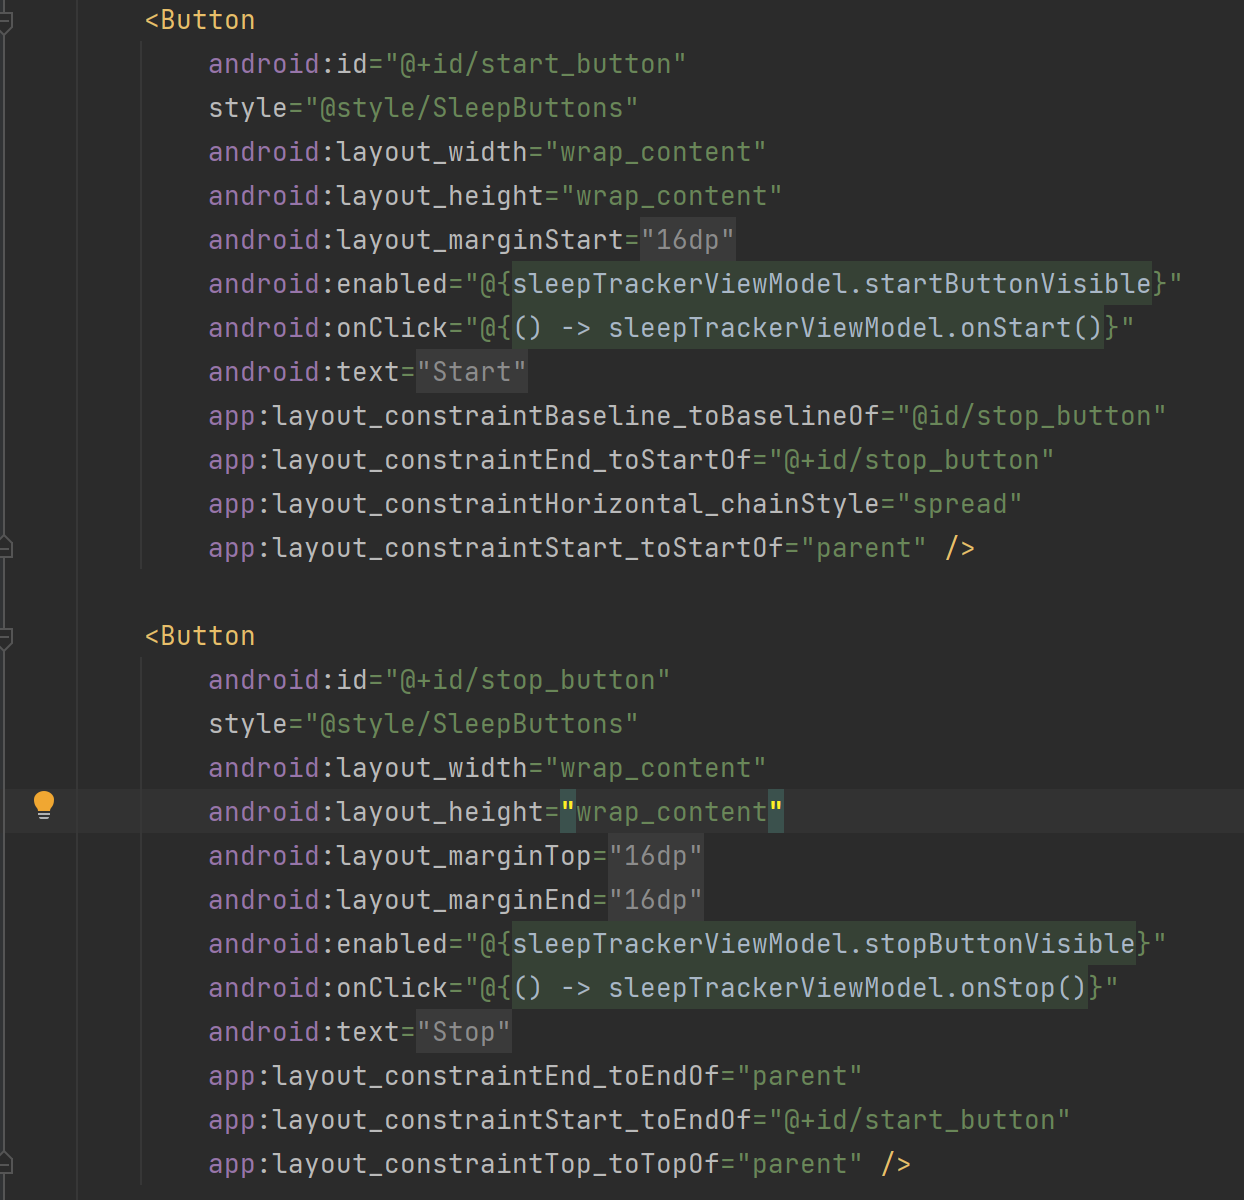 <Button
android:id="@+id/start_button"
style="@style/SleepButtons"
android:layout_width="wrap_content"
android:layout_height="wrap_content"
android:layout_marginStart="16dp"
android:enabled="@{sleepTrackerViewModel.startButtonVisible}"
android:onClick="@{() -> sleepTrackerViewModel.onStart()}"
android:text="Start"
app:layout_constraintBaseline_toBaselineOf="@id/stop_button"
app:layout_constraintEnd_toStartOf="@+id/stop_button"
app:layout_constraintHorizontal_chainStyle="spread"
app:layout_constraintStart_toStartOf="parent" />
<Button
android:id="@+id/stop_button"
style="@style/SleepButtons"
android:layout_width="wrap_content"
android:layout_height="wrap_content"
android:layout_marginTop="16dp"
android:layout_marginEnd="16dp"
android:enabled="@{sleepTrackerViewModel.stopButtonVisible}"
android:onClick="@{() -> sleepTrackerViewModel.onStop()}"
android:text="Stop"
app:layout_constraintEnd_toEndOf="parent"
app:layout_constraintStart_toEndOf="@+id/start_button"
app:layout_constraintTop_toTopOf="parent" />